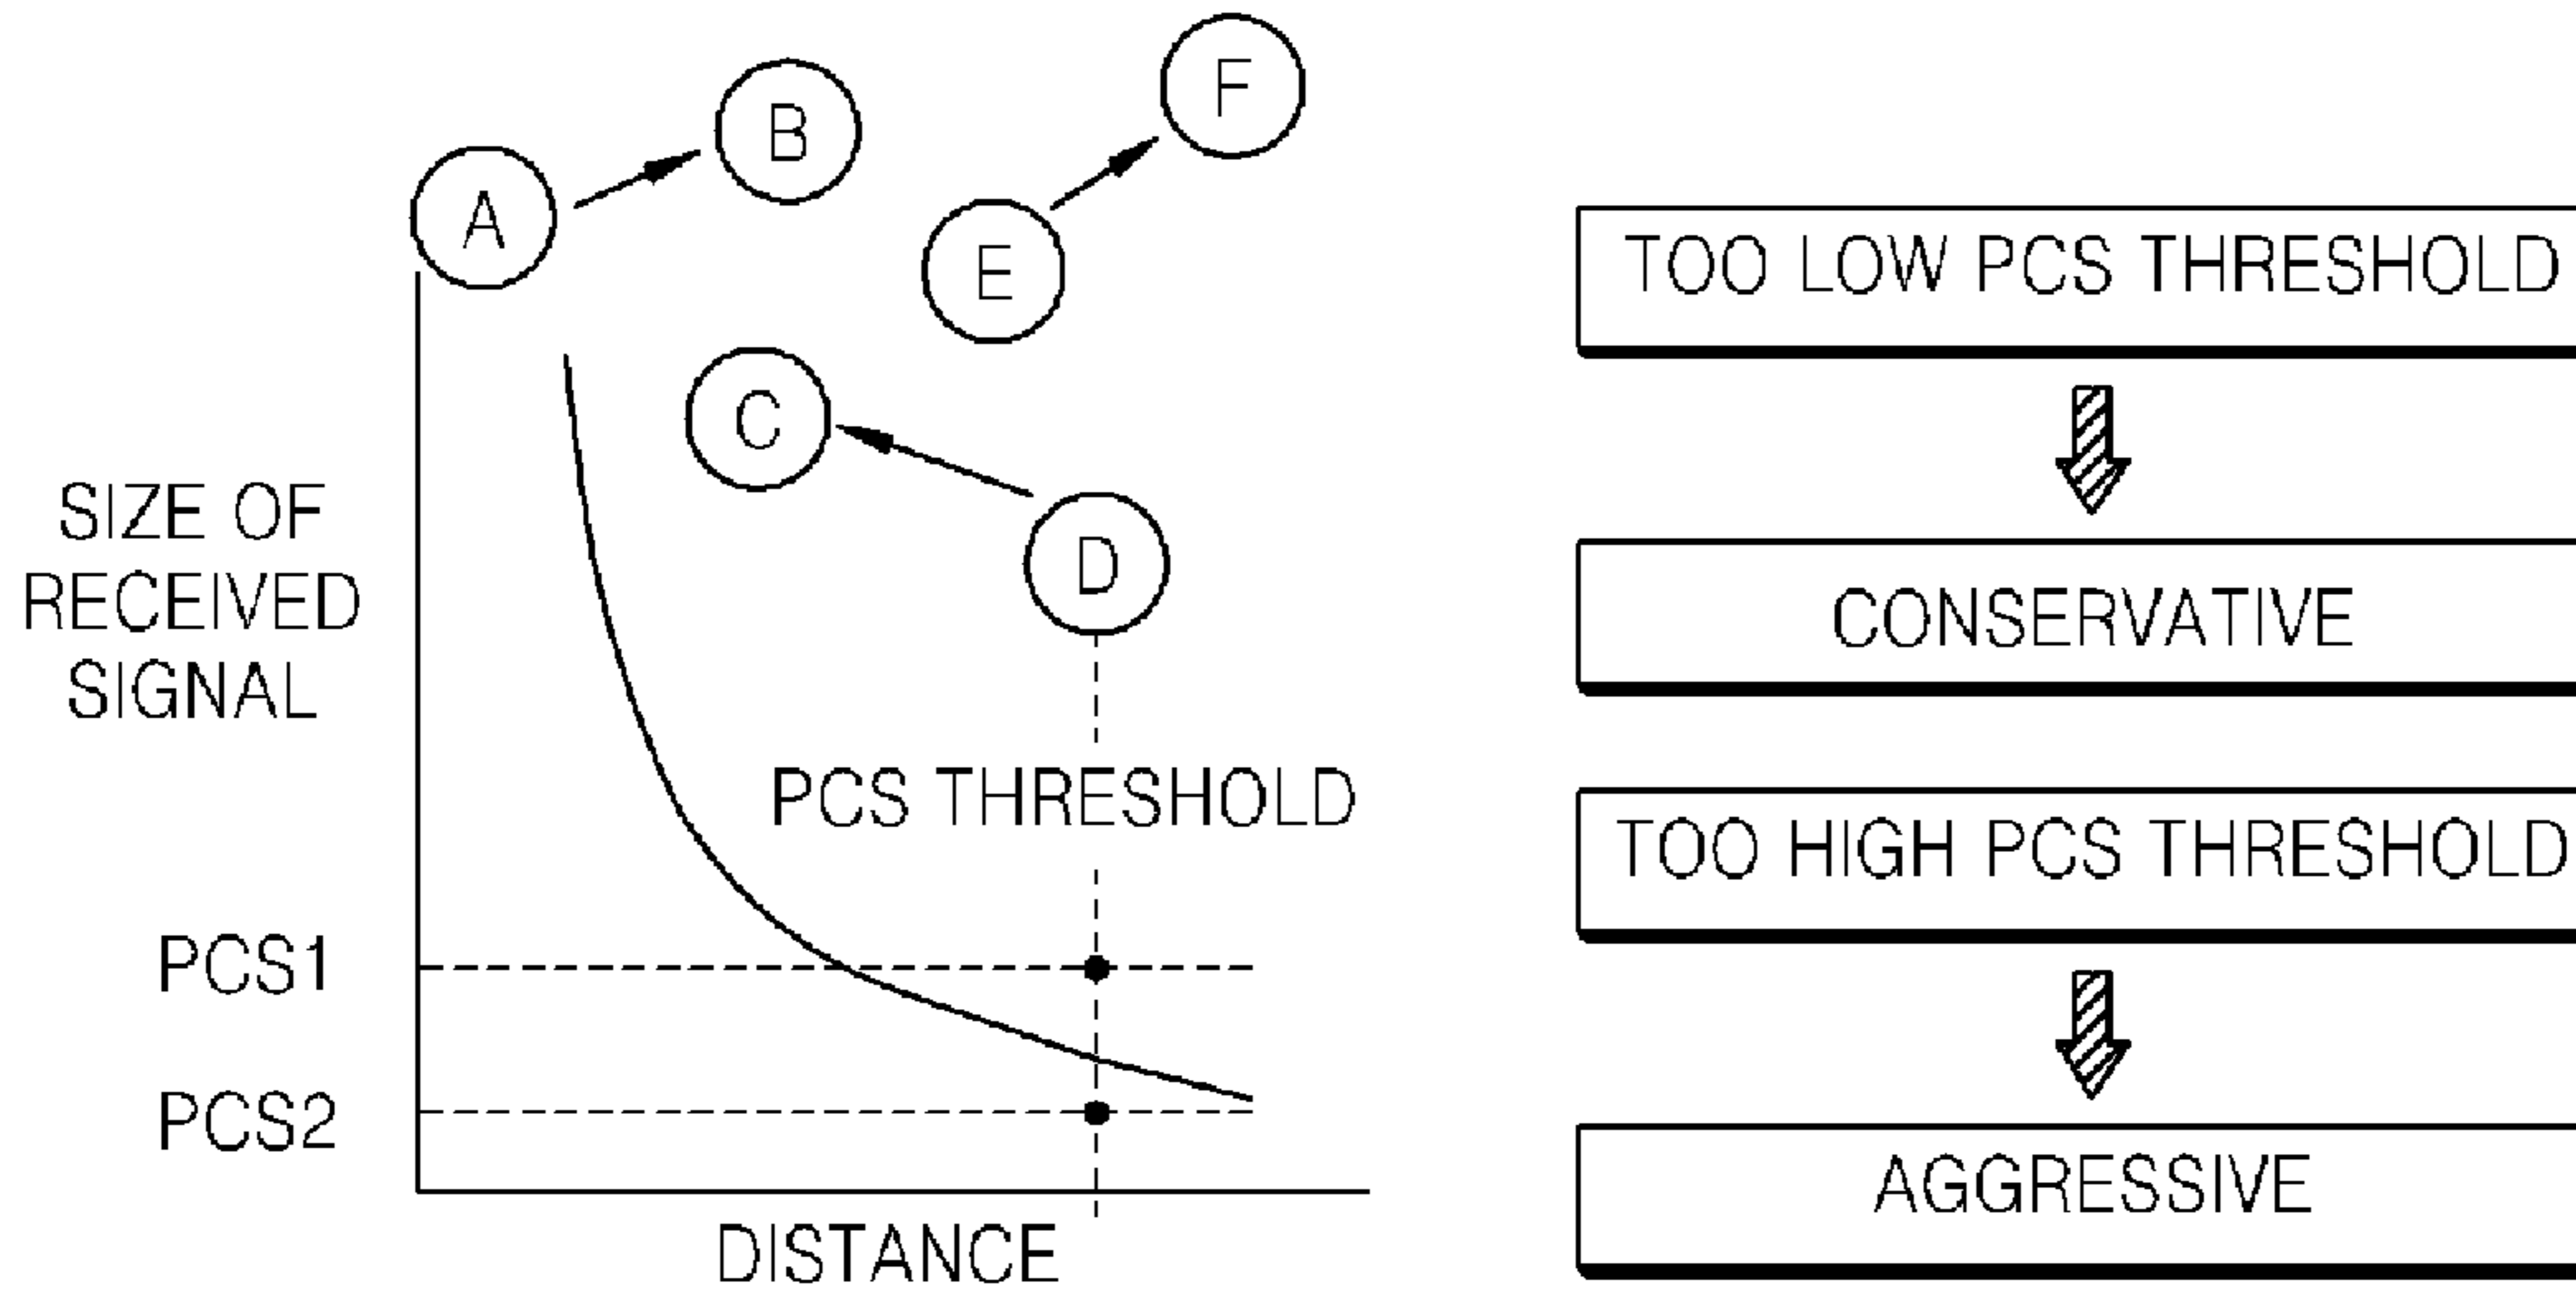 A
B
E
F
C
D
SIZE OF
RECEIVED
SIGNAL
PCS THRESHOLD
PCS1
PCS2
DISTANCE
TOO LOW PCS THRESHOLD
CONSERVATIVE
TOO HIGH PCS THRESHOLD
AGGRESSIVE